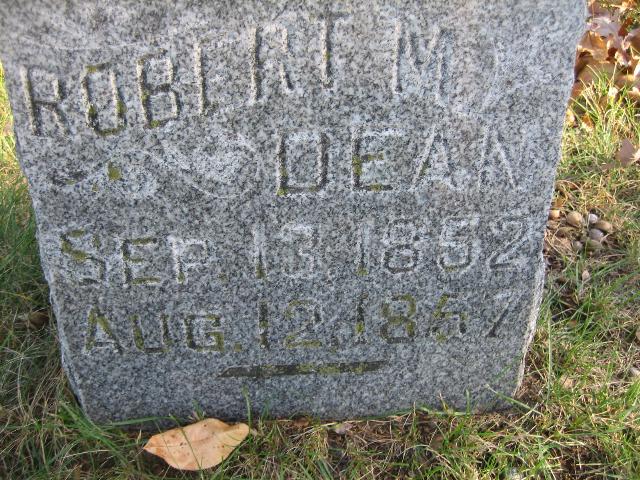 ROBERT M.
DEAN
SEP. 13, 1852
AUG. 12, 1857